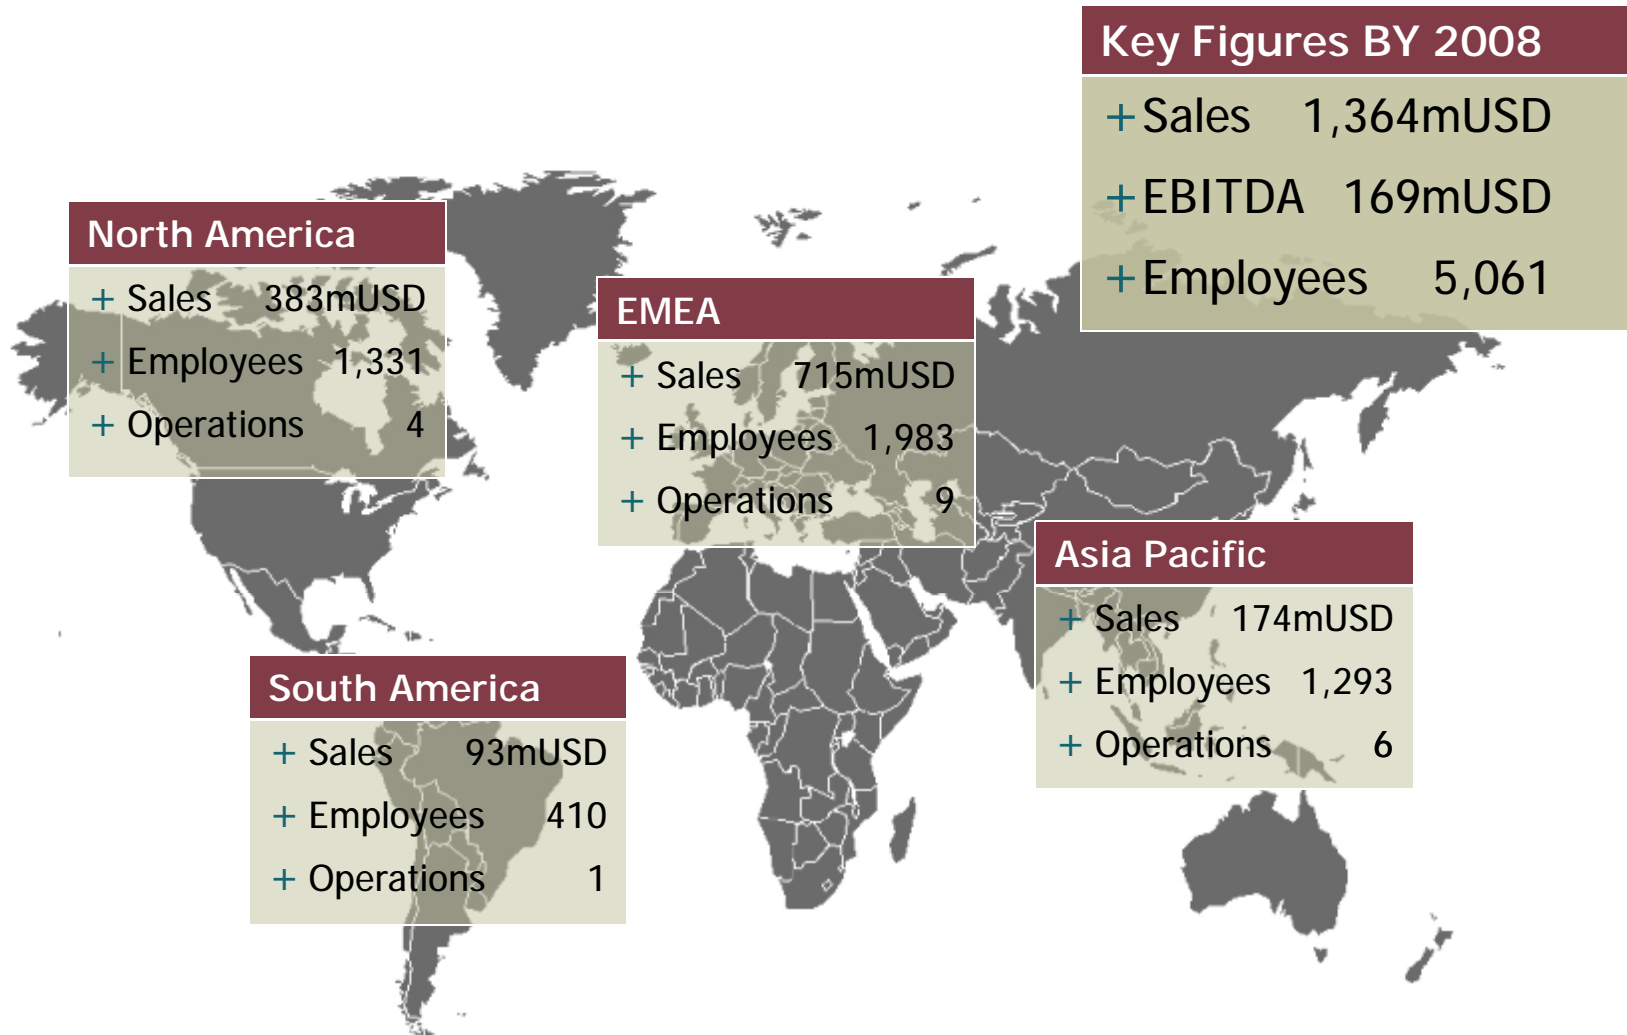 Key Figures BY 2008
+Sales 1,364mUSD
+EBITDA 169mUSD
+Employees 5,061
North America
+ Sales 383mUSD
+ Employees 1,331
+ Operations 4
EMEA
+ Sales 715mUSD
+ Employees 1,983
+ Operations 9
Asia Pacific
+ Sales 174mUSD
+ Employees 1,293
+ Operations 6
South America
+ Sales 93mUSD
+ Employees 410
+ Operations 1